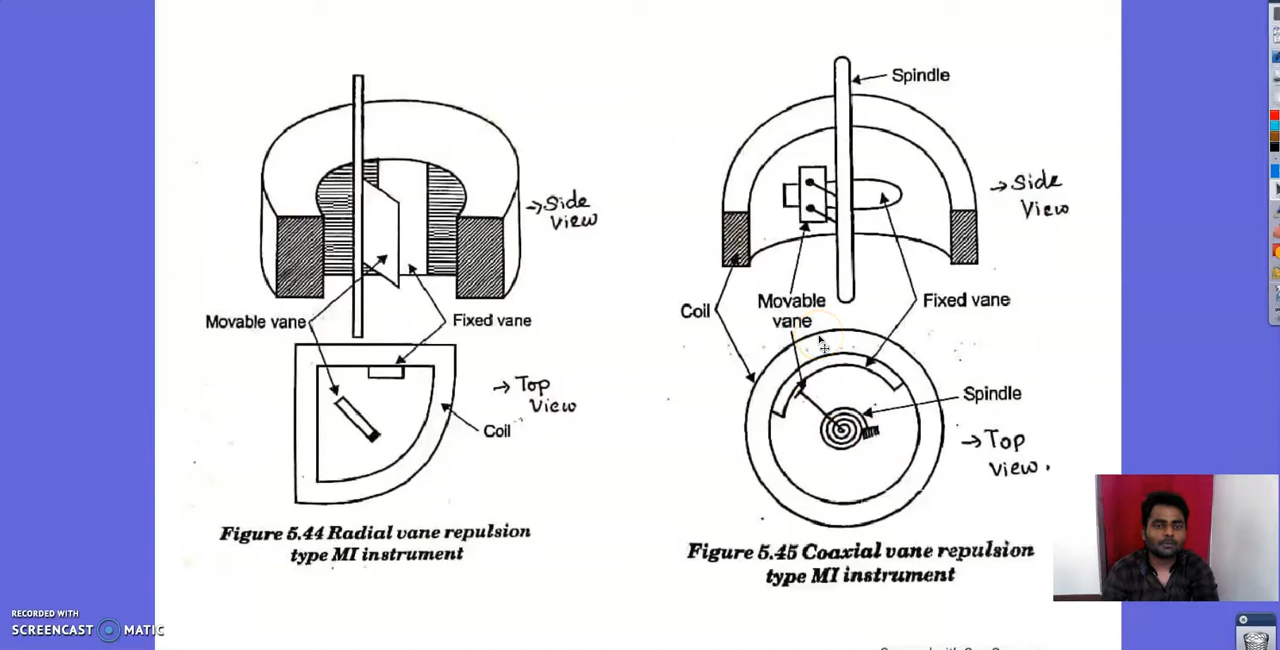 Spindle
→ Side
View
Movable vane
Fixed vane
→ Top
View
Coil
Figure 5.44 Radial vane repulsion
type MI instrument
→ Side
View
Coil
Movable
vane
Fixed vane
Spindle
→ Top
View.
Figure 5.45 Coaxial vane repulsion
type MI instrument
RECORDED WITH
SCREENCAST MATIC